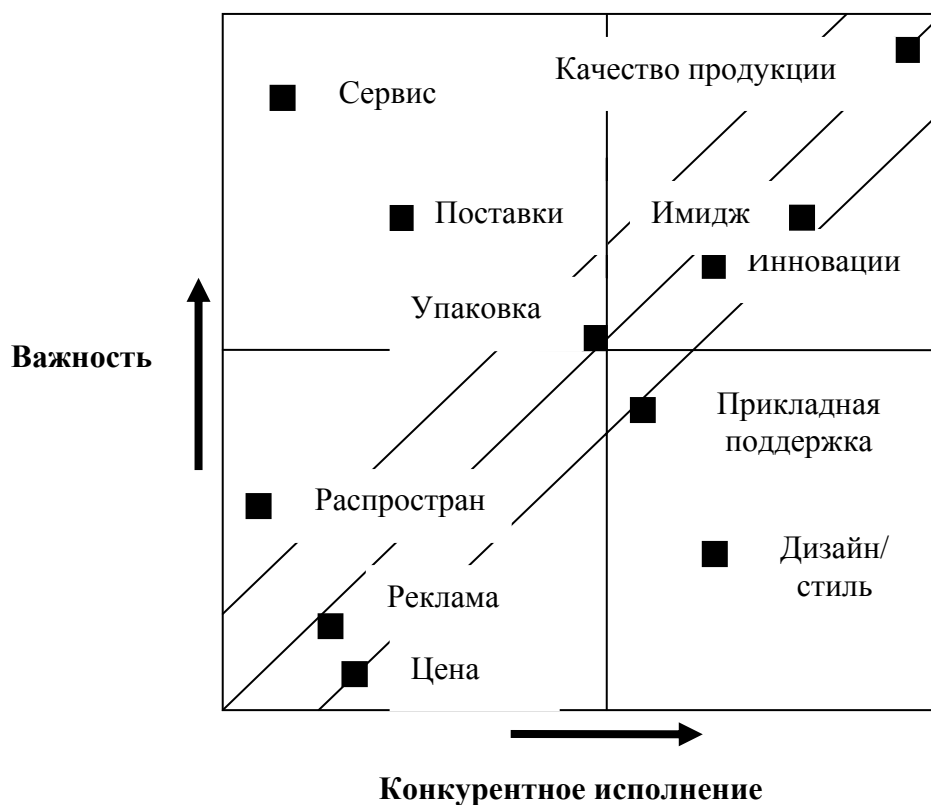 Качество продукции
Сервис
Поставки
Имидж
Инновации
Упаковка
Важность
Прикладная
поддержка
Распростран
Дизайн/
стиль
Реклама
Цена
Конкурентное исполнение